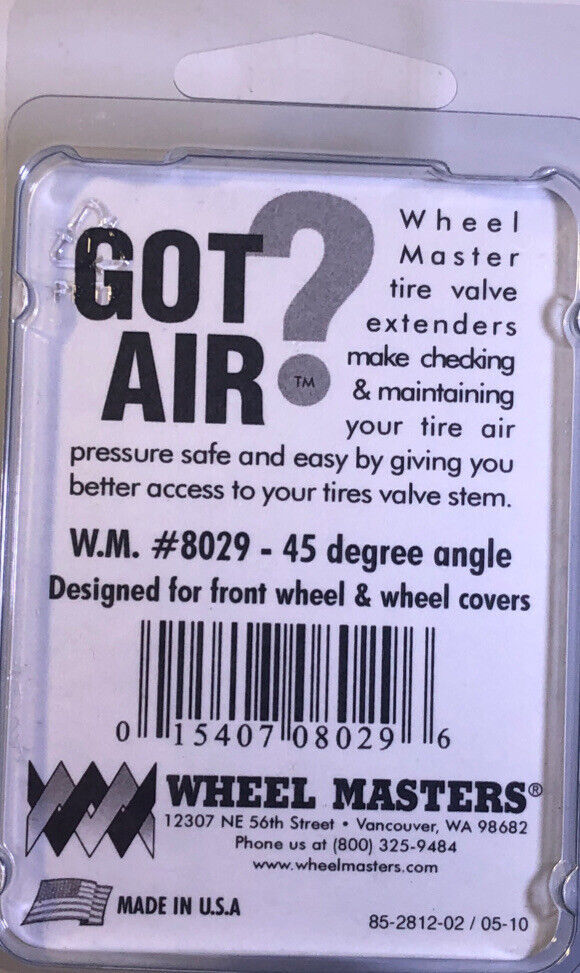 GOT
AIR?
TM
Wheel
Master
tire valve
extenders
make checking
& maintaining
your tire air
pressure safe and easy by giving you
better access to your tires valve stem.
W.M. #8029 - 45 degree angle
Designed for front wheel & wheel covers
0 15407 08029 6
WHEEL MASTERS®
12307 NE 56th Street • Vancouver, WA 98682
Phone us at (800) 325-9484
www.wheelmasters.com
MADE IN U.S.A
85-2812-02 / 05-10